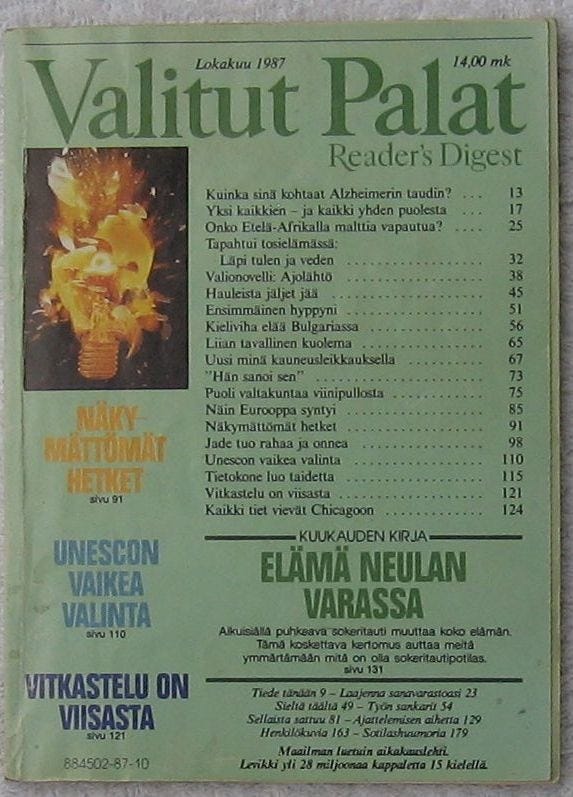 Lokakuu 1987 14,00 mk
Valitut Palat
Reader's Digest
Kuinka sinä kohtaat Alzheimerin taudin? ... 13
Yksi kaikkien – ja kaikki yhden puolesta ... 17
Onko Etelä-Afrikalla malttia vapautua? ... 25
Tapahtui tosielämässä:
Läpi tulen ja veden ... 32
Valionovelli: Ajolähtö ... 38
Hauleista jäljet jää ... 45
Ensimmäinen hyppyni ... 51
Kieliviha elää Bulgariassa ... 56
Liian tavallinen kuolema ... 65
Uusi minä kauneusleikkauksella ... 67
"Hän sanoi sen" ... 73
Puoli valtakuntaa viinipullosta ... 75
Näin Eurooppa syntyi ... 85
Näkymättömät hetket ... 91
Jade tuo rahaa ja onnea ... 98
Unescon vaikea valinta ... 110
Tietokone luo taidetta ... 115
Vitkastelu on viisasta ... 121
Kaikki tiet vievät Chicagoon ... 124
NÄKY-
MÄTTÖMÄT
HETKET
sivu 91
UNESCON
VAIKEA
VALINTA
sivu 110
VITKASTELU ON
VIISASTA
sivu 121
884502-87-10
KUUKAUDEN KIRJA
ELÄMÄ NEULAN
VARASSA
Aikuisiällä puhkeava sokeritauti muuttaa koko elämän.
Tämä koskettava kertomus auttaa meitä
ymmärtämään mitä on olla sokeritautipotilas.
sivu 131
Tiede tänään 9 – Laajenna sanavarastoasi 23
Sieltä täältä 49 – Työn sankarit 54
Sellaista sattuu 81 – Ajattelemisen aihetta 129
Henkilökuvia 163 – Sotilashuumoria 179
Maailman luetuin aikakauslehti.
Levikki yli 28 miljoonaa kappaletta 15 kielellä.